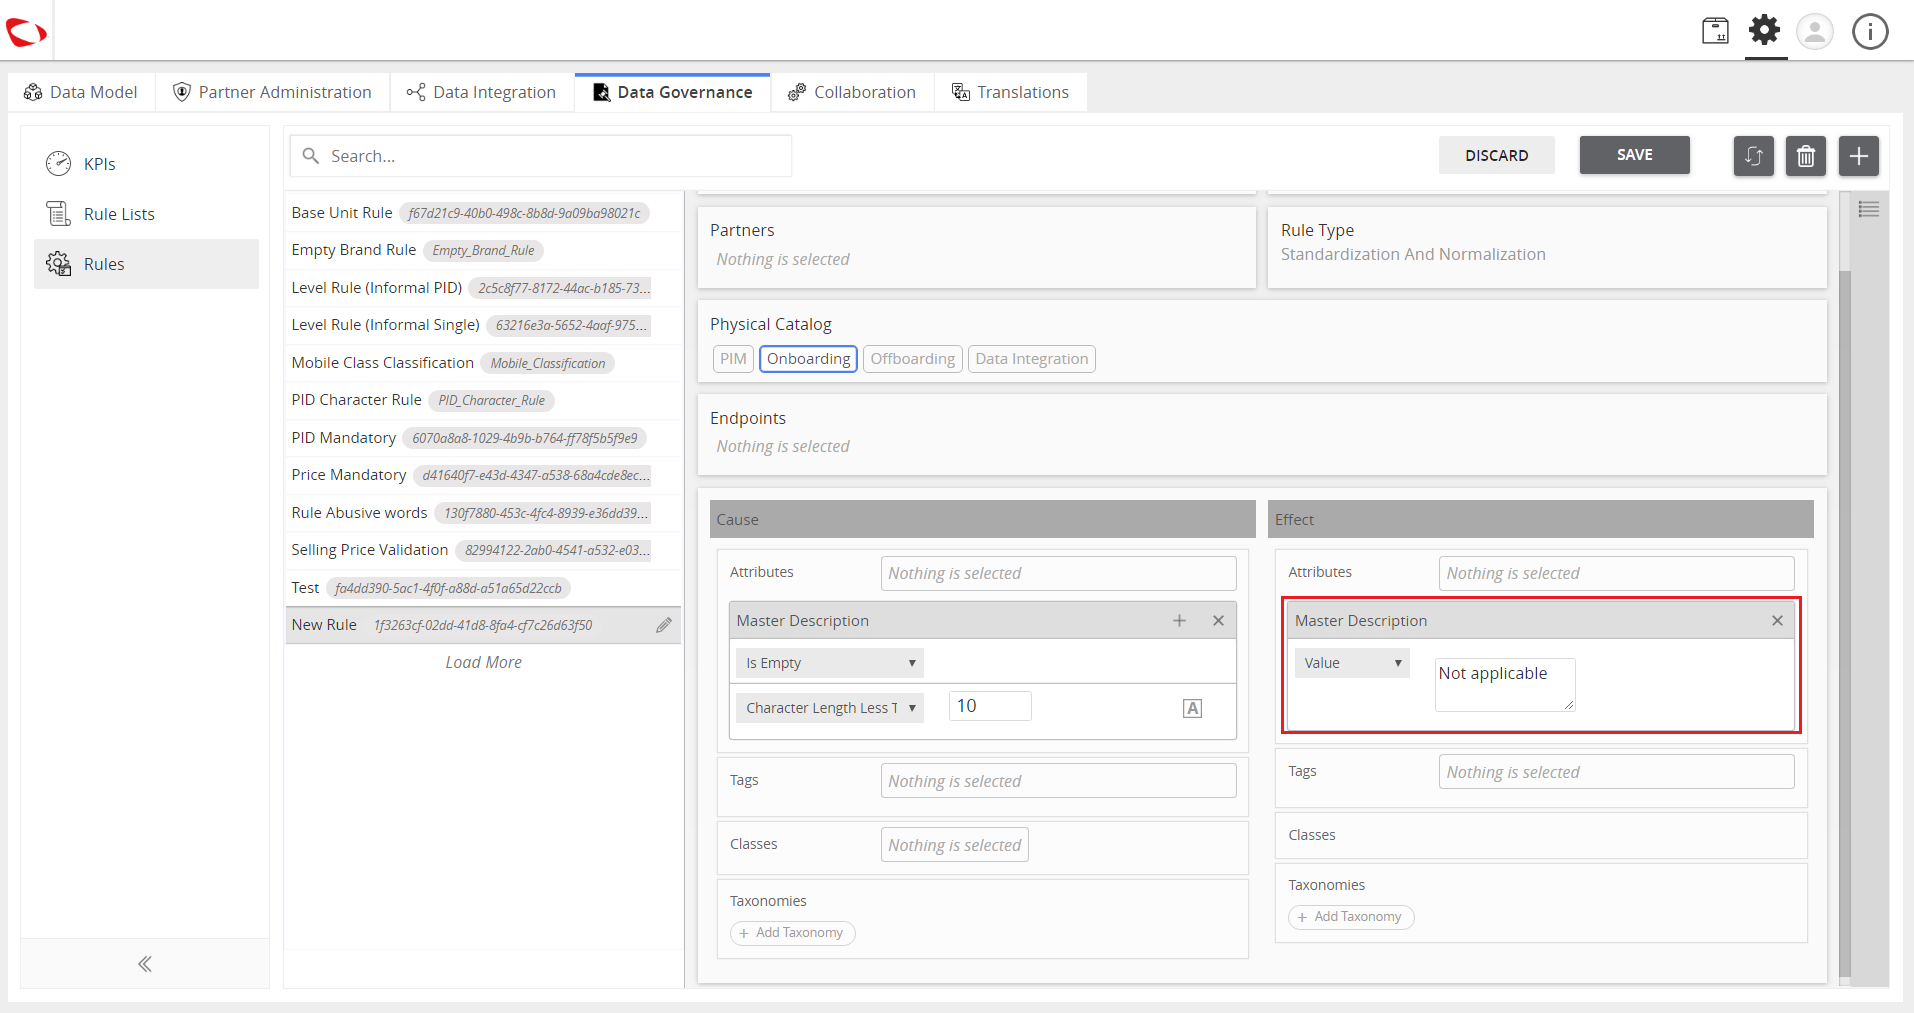 Data Model
Partner Administration
Data Integration
Data Governance
Collaboration
Translations
KPIs
Rule Lists
Rules
Search...
DISCARD
SAVE
Base Unit Rule f67d21c9-40b0-498c-8b8d-9a09ba98021c
Empty Brand Rule Empty_Brand_Rule
Level Rule (Informal PID) 2c5c8f77-8172-44ac-b185-73...
Level Rule (Informal Single) 63216e3a-5652-4aaf-975...
Mobile Class Classification Mobile_Classification
PID Character Rule PID_Character_Rule
PID Mandatory 6070a8a8-1029-4b9b-b764-ff78f5b5f9e9
Price Mandatory d41640f7-e43d-4347-a538-68a4cde8ec...
Rule Abusive words 130f7880-453c-4fc4-8939-e36dd39...
Selling Price Validation 82994122-2ab0-4541-a532-e03...
Test fa4dd390-5ac1-4f0f-a88d-a51a65d22ccb
New Rule 1f3263cf-02dd-41d8-8fa4-cf7c26d63f50
Load More
Partners
Nothing is selected
Rule Type
Standardization And Normalization
Physical Catalog
PIM Onboarding Offboarding Data Integration
Endpoints
Nothing is selected
Cause
Attributes Nothing is selected
Master Description
Is Empty
Character Length Less T 10 A
Tags Nothing is selected
Classes Nothing is selected
Taxonomies
+ Add Taxonomy
Effect
Attributes Nothing is selected
Master Description
Value Not applicable
Tags Nothing is selected
Classes
Taxonomies
+ Add Taxonomy